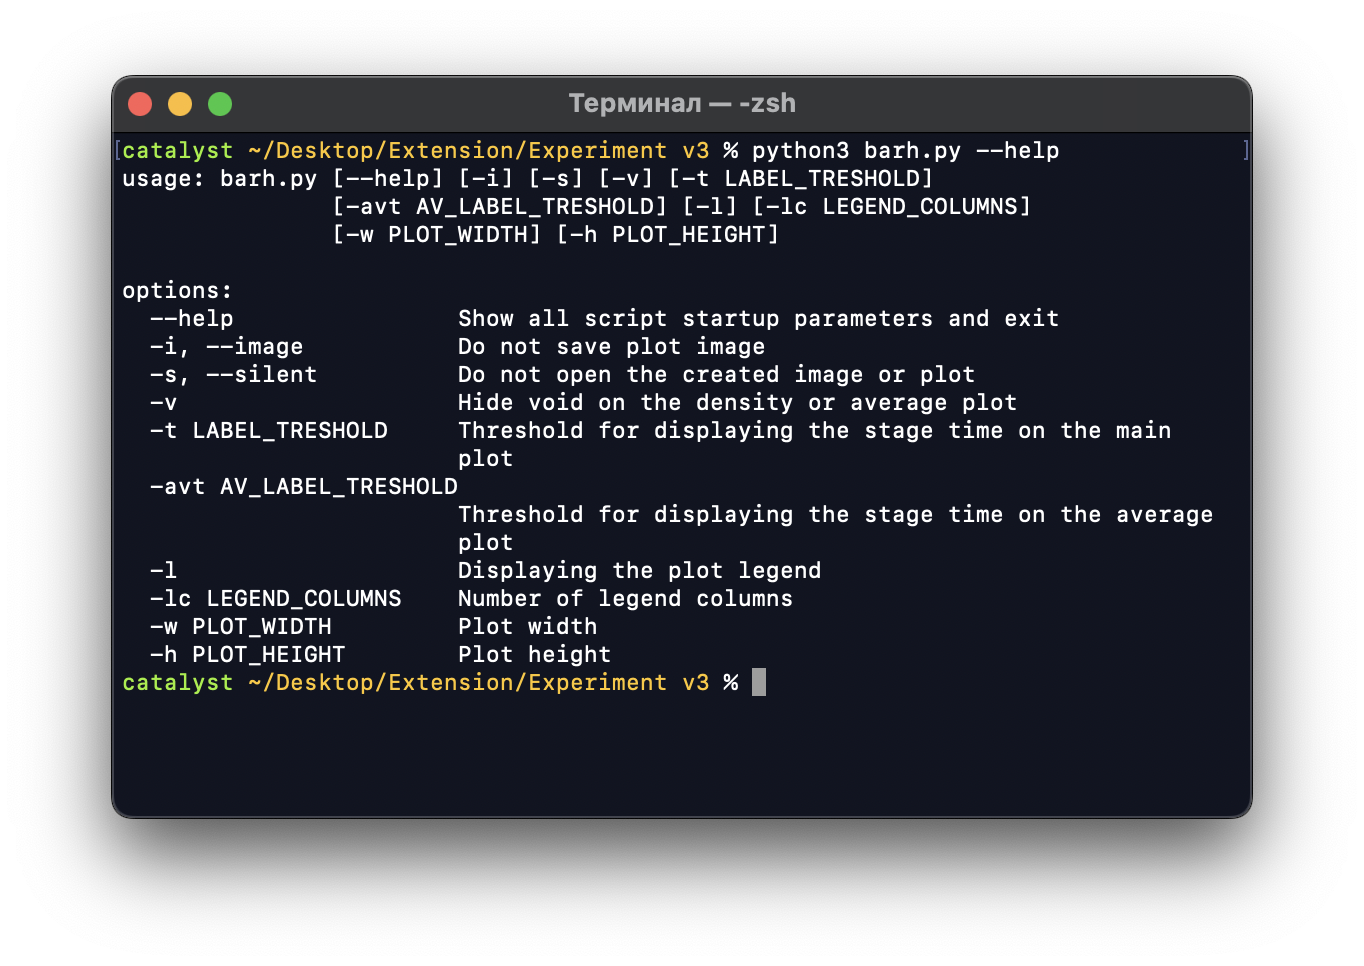 Терминал — -zsh
[catalyst ~/Desktop/Extension/Experiment v3 % python3 barh.py --help ]
usage: barh.py [--help] [-i] [-s] [-v] [-t LABEL_TRESHOLD]
[-avt AV_LABEL_TRESHOLD] [-l] [-lc LEGEND_COLUMNS]
[-w PLOT_WIDTH] [-h PLOT_HEIGHT]
options:
--help Show all script startup parameters and exit
-i, --image Do not save plot image
-s, --silent Do not open the created image or plot
-v Hide void on the density or average plot
-t LABEL_TRESHOLD Threshold for displaying the stage time on the main
plot
-avt AV_LABEL_TRESHOLD
Threshold for displaying the stage time on the average
plot
-l Displaying the plot legend
-lc LEGEND_COLUMNS Number of legend columns
-w PLOT_WIDTH Plot width
-h PLOT_HEIGHT Plot height
catalyst ~/Desktop/Extension/Experiment v3 %